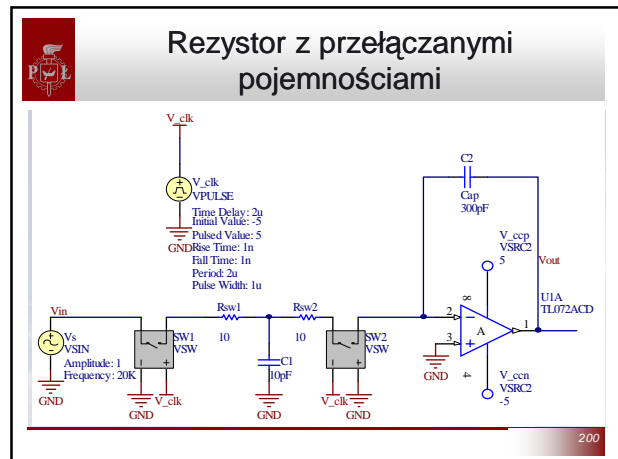 Rezystor z przełączanymi
pojemnościami
P Ł
V_clk
V_clk
VPULSE
Time Delay: 2u
Initial Value: -5
Pulsed Value: 5
GND
Rise Time: 1n
Fall Time: 1n
Period: 2u
Pulse Width: 1u
C2
Cap
300pF
V_ccp
VSRC2
5
Vout
U1A
TL072ACD
8
2
A
1
3
GND
4
V_ccn
VSRC2
-5
Vin
Vs
VSIN
Amplitude: 1
Frequency: 20K
GND
SW1
VSW
GND
V_clk
Rsw1
10
Rsw2
10
C1
10pF
GND
SW2
VSW
V_clk
GND
200